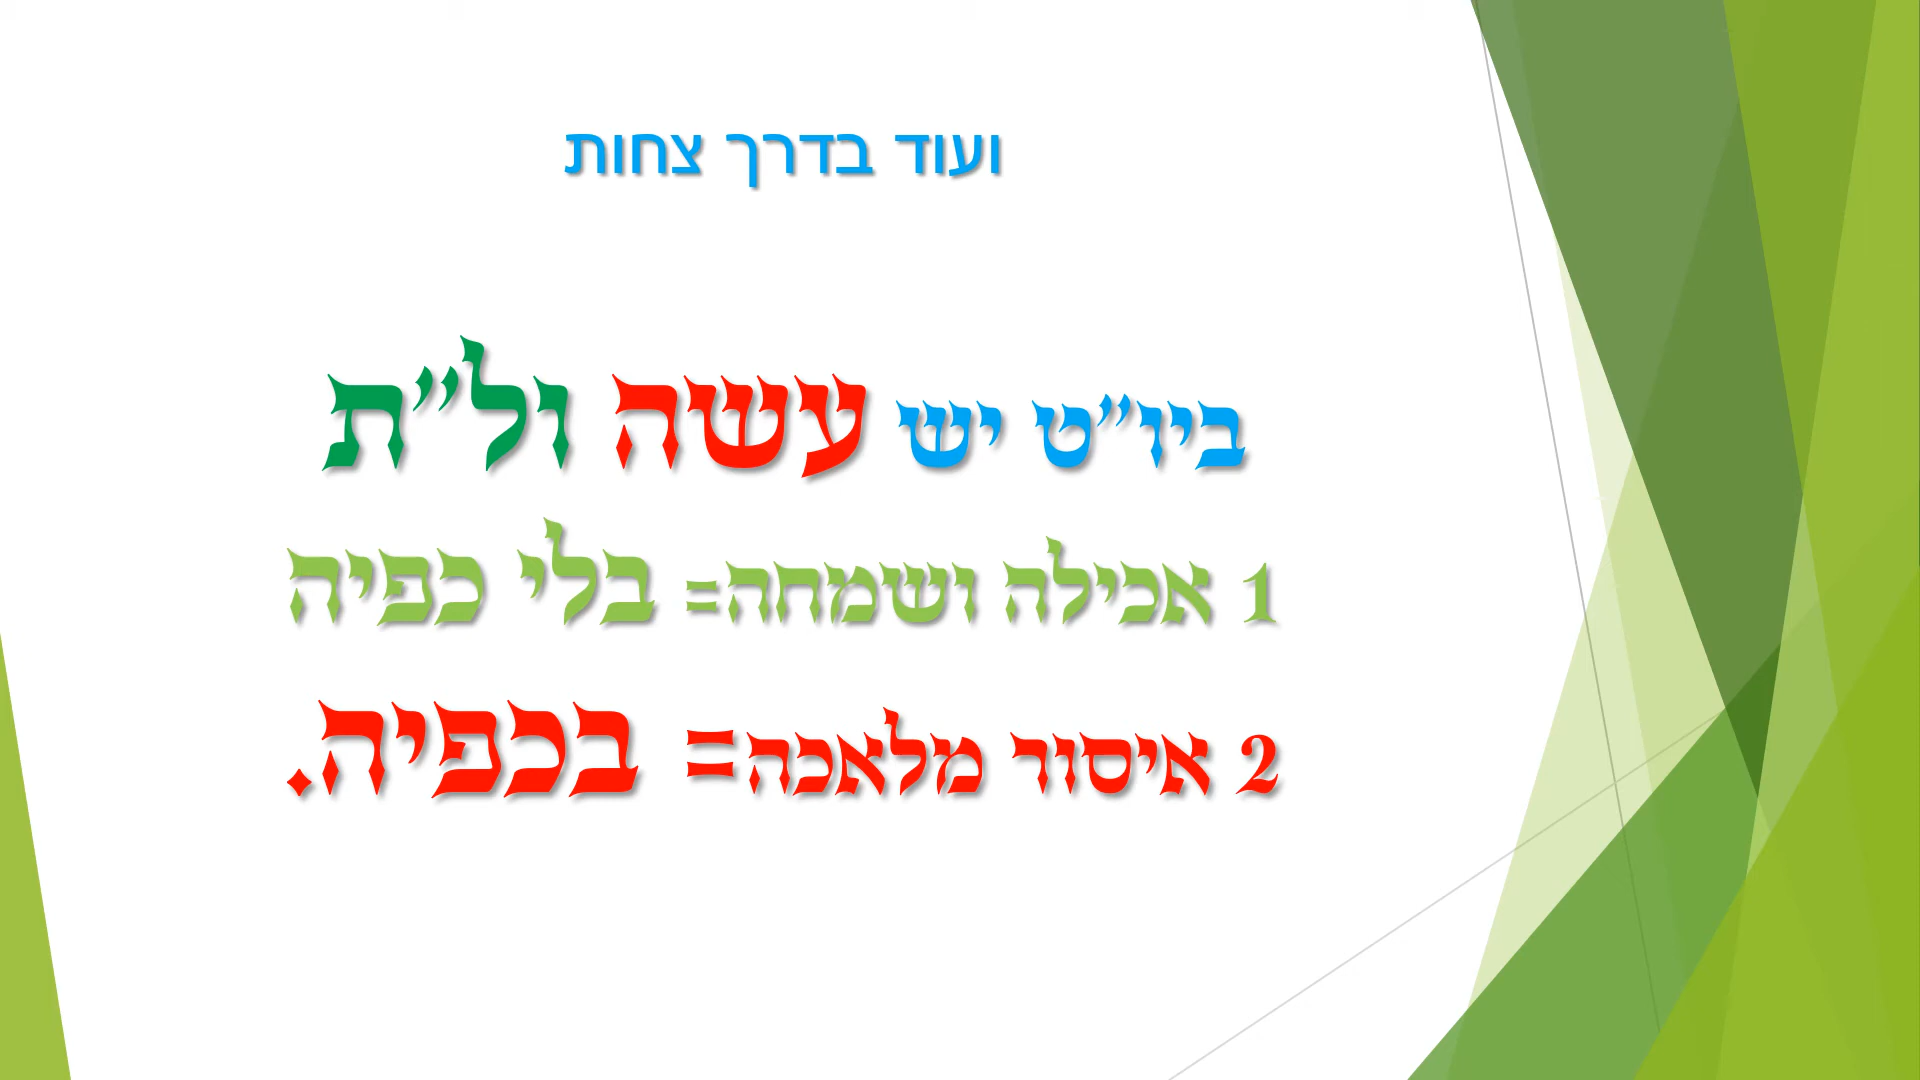 ועוד בדרך צחות
ביו"ט יש עשה ול"ת
1 אכילה ושמחה= בלי כפיה
2 איסור מלאכה= בכפיה.